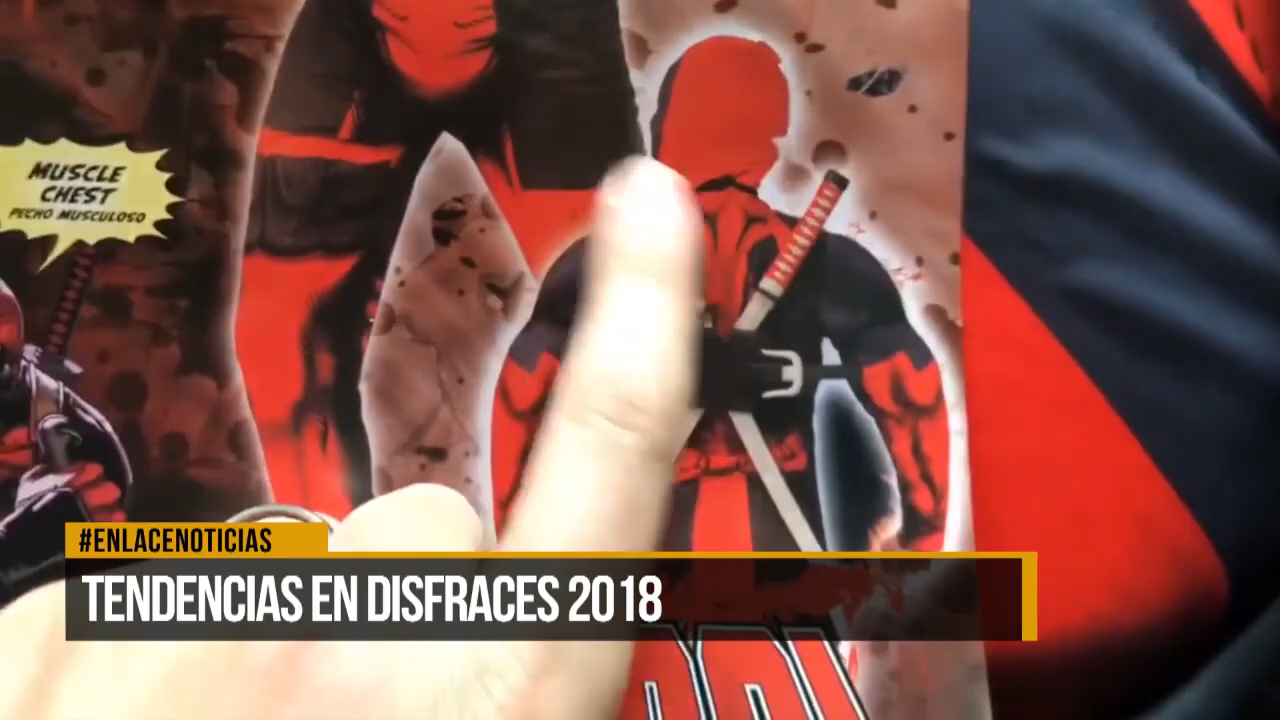 MUSCLE
CHEST
PECHO MUSCULOSO
#ENLACENOTICIAS
TENDENCIAS EN DISFRACES 2018